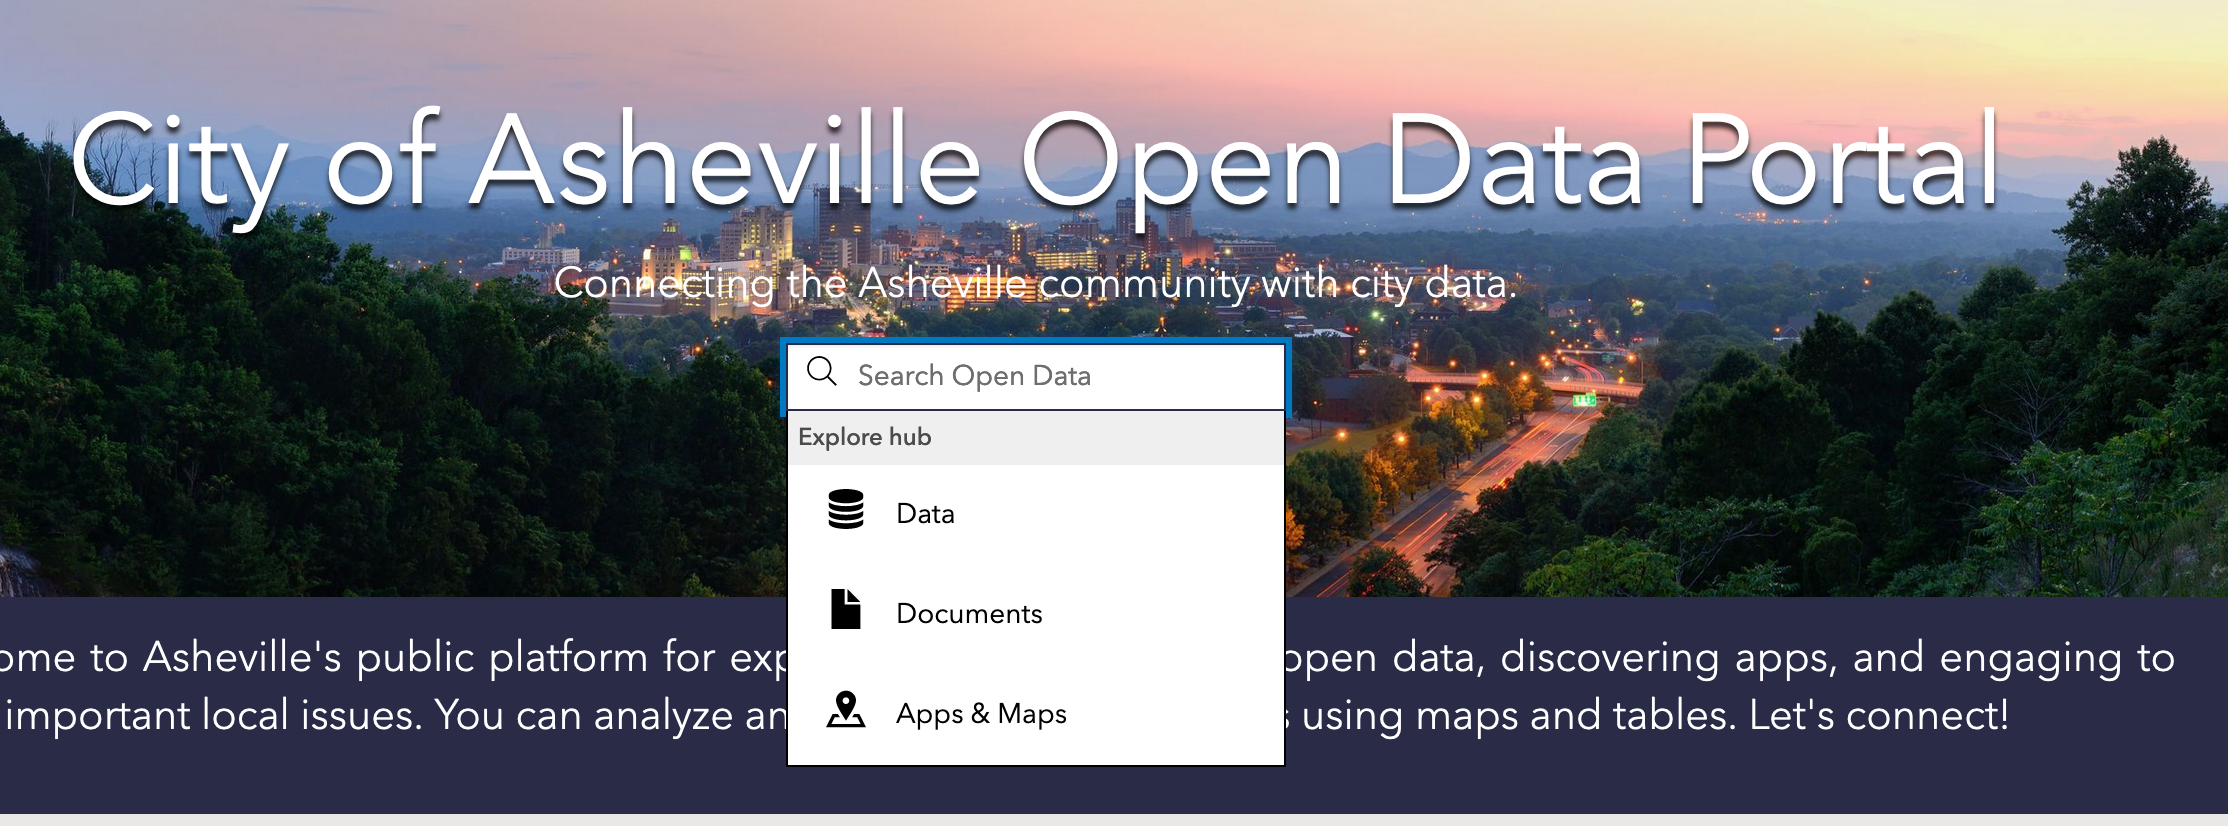 City of Asheville Open Data Portal
Connecting the Asheville community with city data.
Search Open Data
Explore hub
Data
Documents
Apps & Maps
ome to Asheville's public platform for exp open data, discovering apps, and engaging to
important local issues. You can analyze an s using maps and tables. Let's connect!